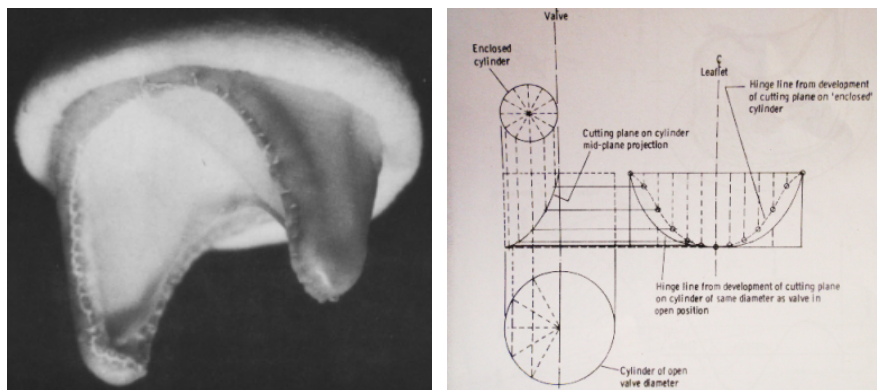 Valve
Enclosed
cylinder
℄
Leaflet
Hinge line from development
of cutting plane on 'enclosed'
cylinder
Cutting plane on cylinder
mid-plane projection
Hinge line from development of cutting plane
on cylinder of same diameter as valve in
open position
Cylinder of open
valve diameter